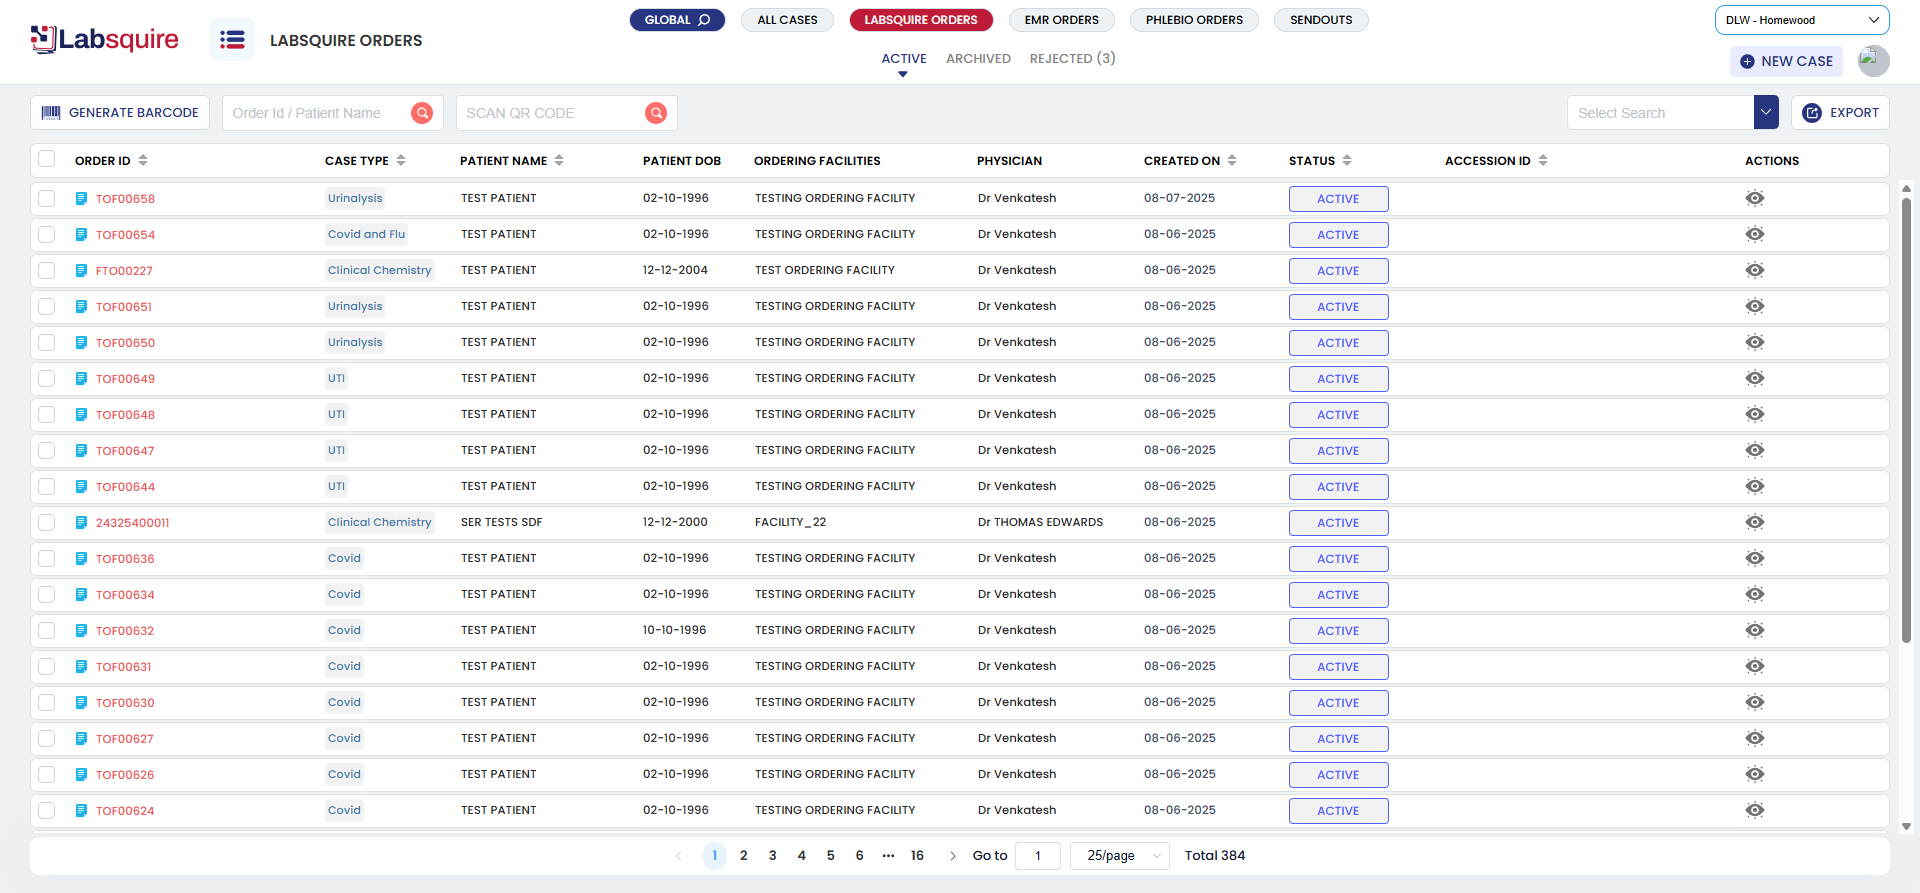 Labsquire
LABSQUIRE ORDERS
GLOBAL
ALL CASES
LABSQUIRE ORDERS
EMR ORDERS
PHLEBIO ORDERS
SENDOUTS
ACTIVE
ARCHIVED
REJECTED (3)
DLW - Homewood
NEW CASE
GENERATE BARCODE
Order Id / Patient Name
SCAN QR CODE
Select Search
EXPORT
ORDER ID CASE TYPE PATIENT NAME PATIENT DOB ORDERING FACILITIES PHYSICIAN CREATED ON STATUS ACCESSION ID ACTIONS
TOF00658 Urinalysis TEST PATIENT 02-10-1996 TESTING ORDERING FACILITY Dr Venkatesh 08-07-2025 ACTIVE
TOF00654 Covid and Flu TEST PATIENT 02-10-1996 TESTING ORDERING FACILITY Dr Venkatesh 08-06-2025 ACTIVE
FTO00227 Clinical Chemistry TEST PATIENT 12-12-2004 TEST ORDERING FACILITY Dr Venkatesh 08-06-2025 ACTIVE
TOF00651 Urinalysis TEST PATIENT 02-10-1996 TESTING ORDERING FACILITY Dr Venkatesh 08-06-2025 ACTIVE
TOF00650 Urinalysis TEST PATIENT 02-10-1996 TESTING ORDERING FACILITY Dr Venkatesh 08-06-2025 ACTIVE
TOF00649 UTI TEST PATIENT 02-10-1996 TESTING ORDERING FACILITY Dr Venkatesh 08-06-2025 ACTIVE
TOF00648 UTI TEST PATIENT 02-10-1996 TESTING ORDERING FACILITY Dr Venkatesh 08-06-2025 ACTIVE
TOF00647 UTI TEST PATIENT 02-10-1996 TESTING ORDERING FACILITY Dr Venkatesh 08-06-2025 ACTIVE
TOF00644 UTI TEST PATIENT 02-10-1996 TESTING ORDERING FACILITY Dr Venkatesh 08-06-2025 ACTIVE
24325400011 Clinical Chemistry SER TESTS SDF 12-12-2000 FACILITY_22 Dr THOMAS EDWARDS 08-06-2025 ACTIVE
TOF00636 Covid TEST PATIENT 02-10-1996 TESTING ORDERING FACILITY Dr Venkatesh 08-06-2025 ACTIVE
TOF00634 Covid TEST PATIENT 02-10-1996 TESTING ORDERING FACILITY Dr Venkatesh 08-06-2025 ACTIVE
TOF00632 Covid TEST PATIENT 10-10-1996 TESTING ORDERING FACILITY Dr Venkatesh 08-06-2025 ACTIVE
TOF00631 Covid TEST PATIENT 02-10-1996 TESTING ORDERING FACILITY Dr Venkatesh 08-06-2025 ACTIVE
TOF00630 Covid TEST PATIENT 02-10-1996 TESTING ORDERING FACILITY Dr Venkatesh 08-06-2025 ACTIVE
TOF00627 Covid TEST PATIENT 02-10-1996 TESTING ORDERING FACILITY Dr Venkatesh 08-06-2025 ACTIVE
TOF00626 Covid TEST PATIENT 02-10-1996 TESTING ORDERING FACILITY Dr Venkatesh 08-06-2025 ACTIVE
TOF00624 Covid TEST PATIENT 02-10-1996 TESTING ORDERING FACILITY Dr Venkatesh 08-06-2025 ACTIVE
1 2 3 4 5 6 ••• 16 Go to 1 25/page Total 384